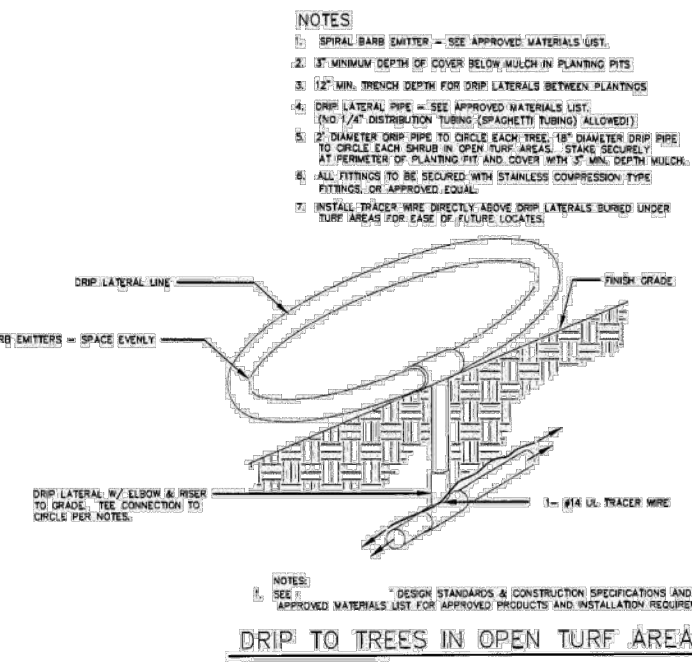 NOTES
1. SPIRAL BARB EMITTER – SEE APPROVED MATERIALS LIST.
2. 3" MINIMUM DEPTH OF COVER BELOW MULCH IN PLANTING PITS
3. 12" MIN. TRENCH DEPTH FOR DRIP LATERALS BETWEEN PLANTINGS
4. DRIP LATERAL PIPE – SEE APPROVED MATERIALS LIST.
(NO 1/4" DISTRIBUTION TUBING (SPAGHETTI TUBING) ALLOWED!)
5. 2' DIAMETER DRIP PIPE TO CIRCLE EACH TREE. 18" DIAMETER DRIP PIPE
TO CIRCLE EACH SHRUB IN OPEN TURF AREAS. STAKE SECURELY
AT PERIMETER OF PLANTING PIT AND COVER WITH 3" MIN. DEPTH MULCH.
6. ALL FITTINGS TO BE SECURED WITH STAINLESS COMPRESSION TYPE
FITTINGS, OR APPROVED EQUAL.
7. INSTALL TRACER WIRE DIRECTLY ABOVE DRIP LATERALS BURIED UNDER
TURF AREAS FOR EASE OF FUTURE LOCATES.
DRIP LATERAL LINE
FINISH GRADE
RB EMITTERS – SPACE EVENLY
DRIP LATERAL W/ ELBOW & RISER
TO GRADE. TEE CONNECTION TO
CIRCLE PER NOTES.
1– #14 UL TRACER WIRE
NOTES:
1. SEE " DESIGN STANDARDS & CONSTRUCTION SPECIFICATIONS AND
APPROVED MATERIALS LIST FOR APPROVED PRODUCTS AND INSTALLATION REQUIRE
DRIP TO TREES IN OPEN TURF AREA